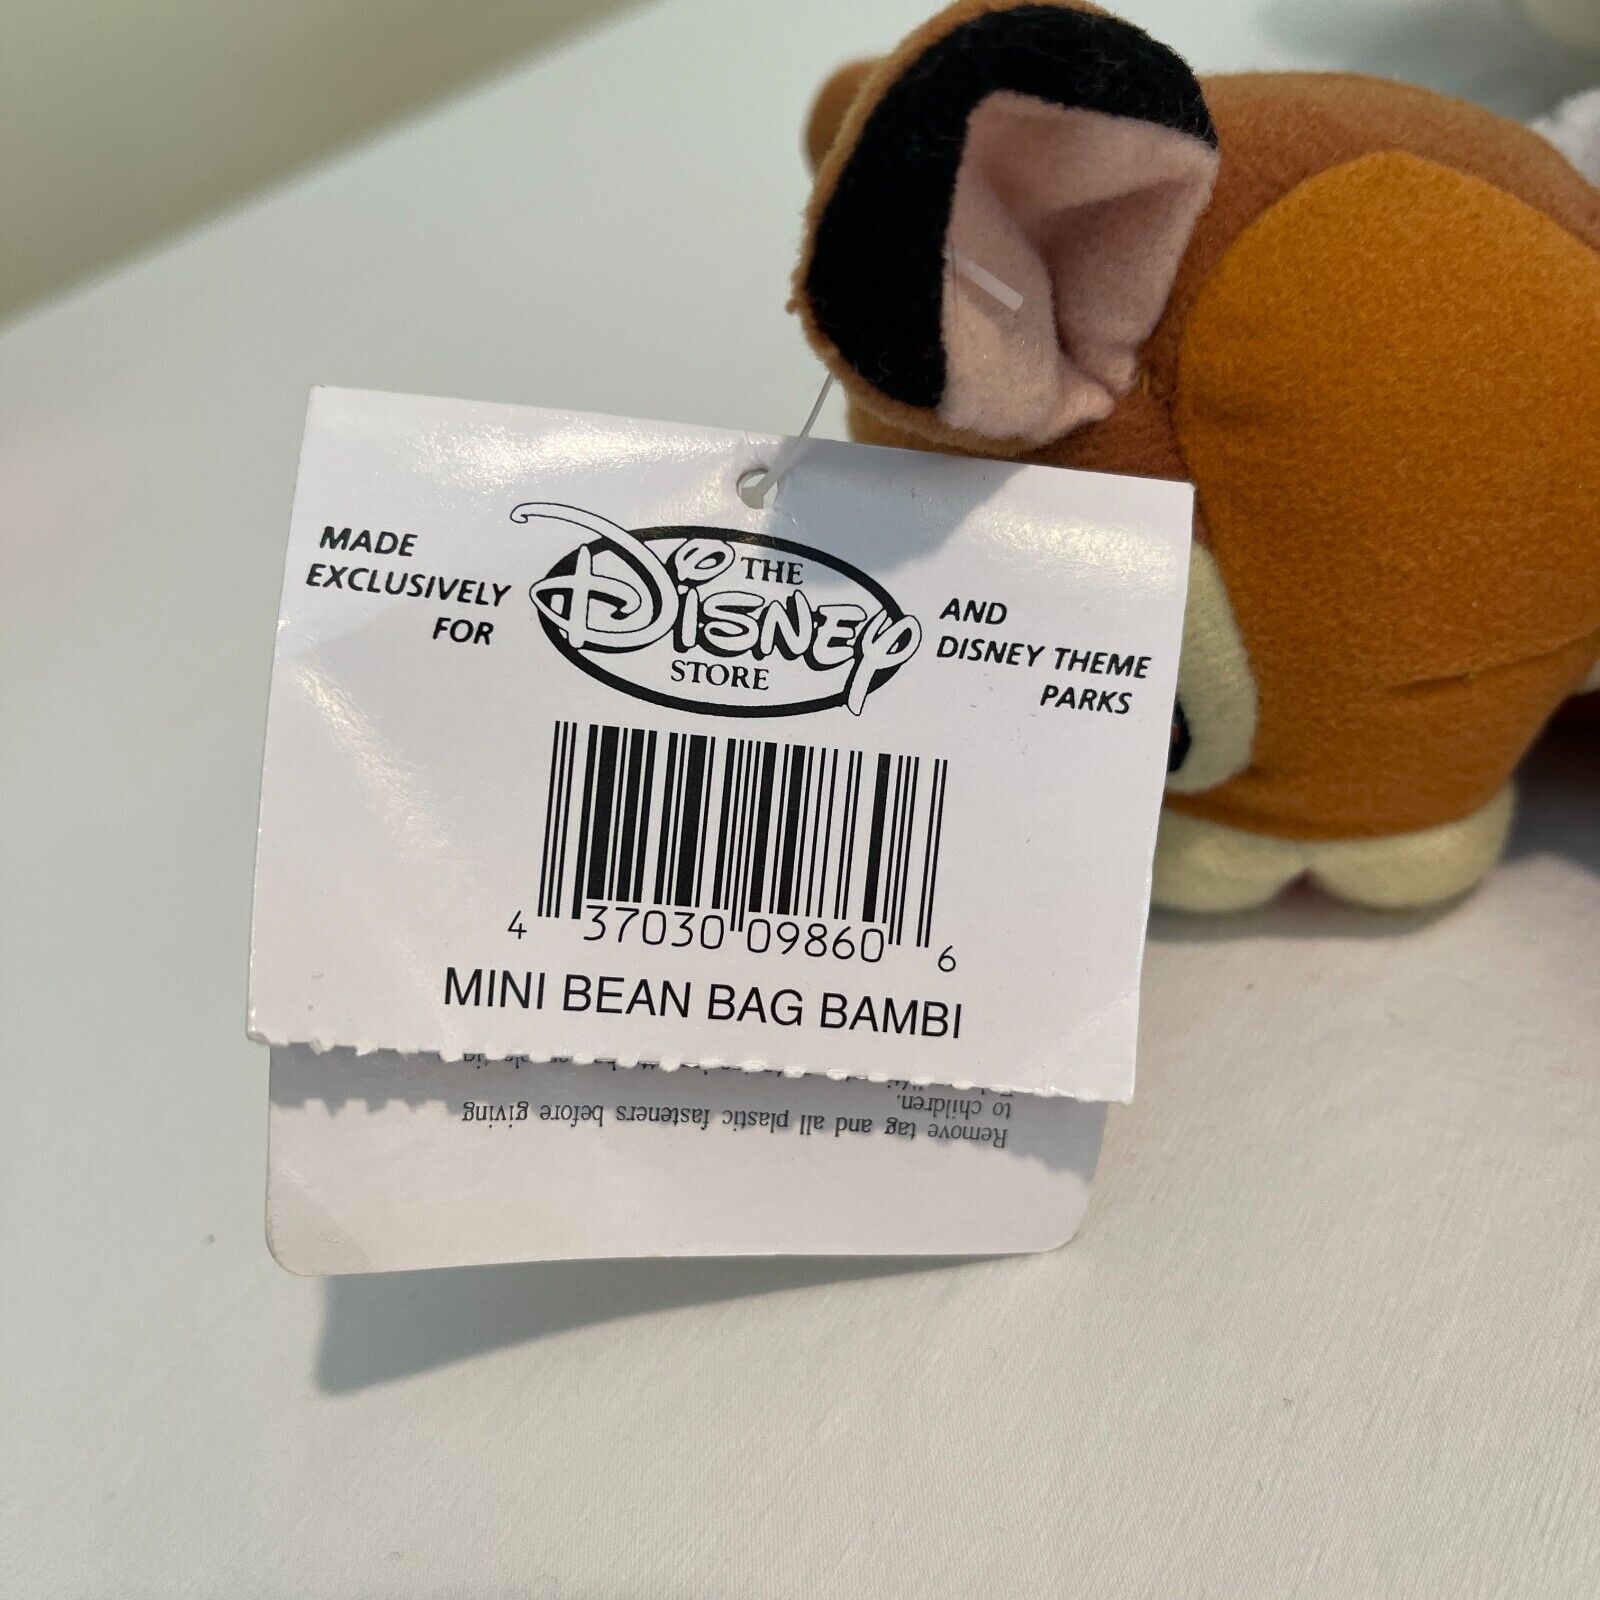 MADE
EXCLUSIVELY
FOR
THE
DISNEY
STORE
AND
DISNEY THEME
PARKS
4 37030 09860 6
MINI BEAN BAG BAMBI
Remove tag and all plastic fasteners before giving
to children.